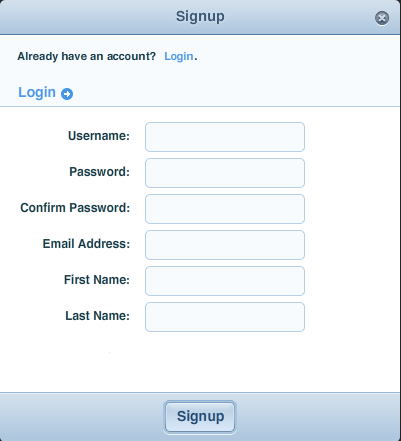 Signup
Already have an account? Login.
Login
Username:
Password:
Confirm Password:
Email Address:
First Name:
Last Name:
Signup